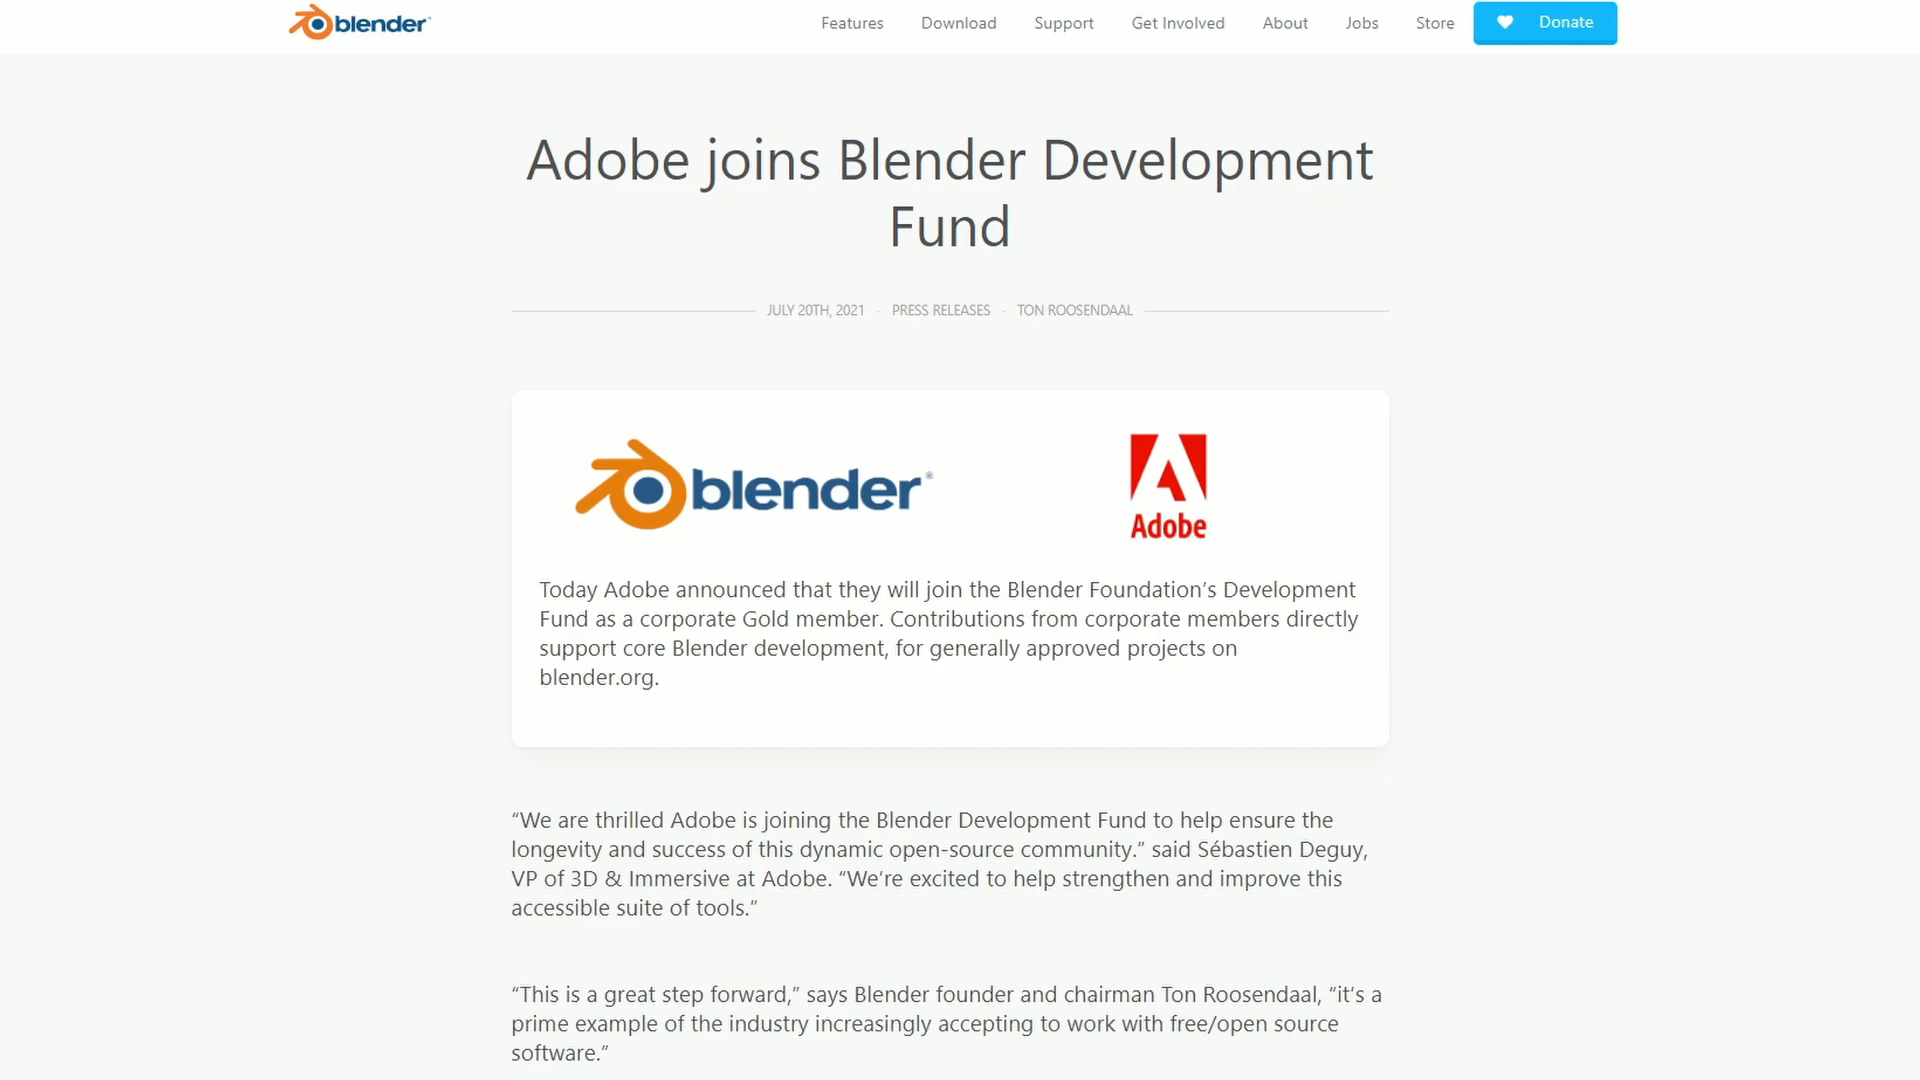 blender
Features Download Support Get Involved About Jobs Store Donate
Adobe joins Blender Development
Fund
JULY 20TH, 2021 - PRESS RELEASES - TON ROOSENDAAL
blender®
Adobe
Today Adobe announced that they will join the Blender Foundation’s Development
Fund as a corporate Gold member. Contributions from corporate members directly
support core Blender development, for generally approved projects on
blender.org.
“We are thrilled Adobe is joining the Blender Development Fund to help ensure the
longevity and success of this dynamic open-source community.” said Sébastien Deguy,
VP of 3D & Immersive at Adobe. “We’re excited to help strengthen and improve this
accessible suite of tools.”
“This is a great step forward,” says Blender founder and chairman Ton Roosendaal, “it’s a
prime example of the industry increasingly accepting to work with free/open source
software.”